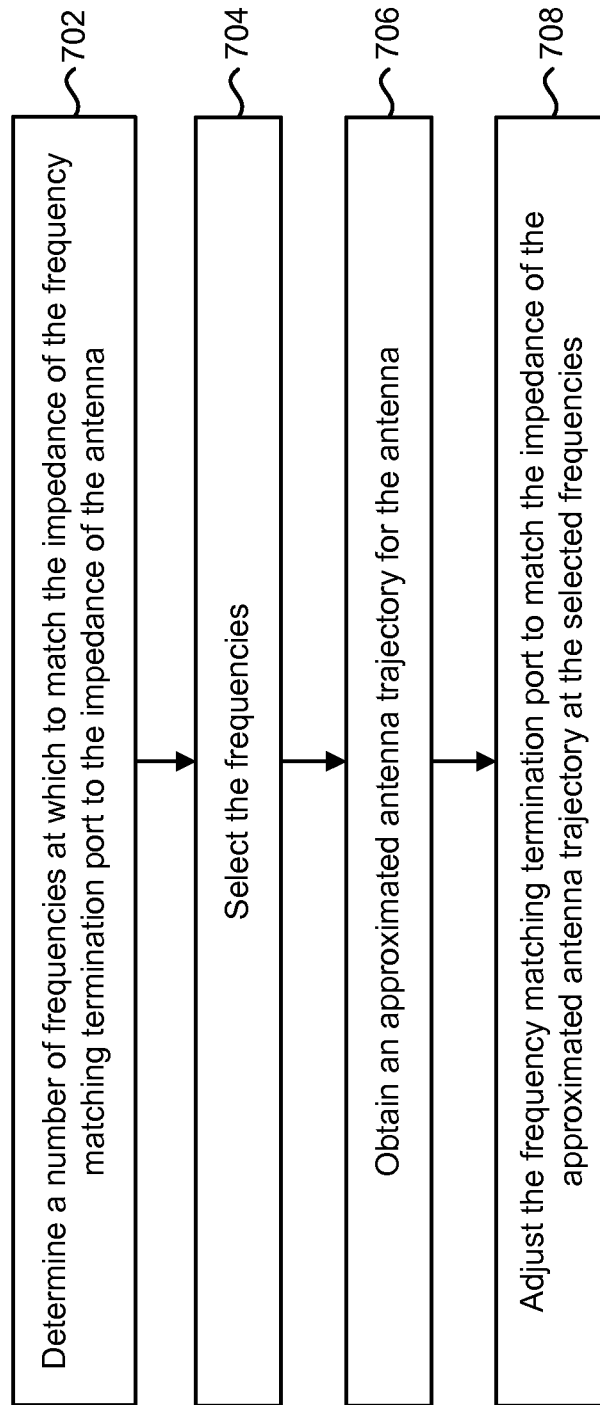 Determine a number of frequencies at which to match the impedance of the frequency
matching termination port to the impedance of the antenna
702
Select the frequencies
704
Obtain an approximated antenna trajectory for the antenna
706
Adjust the frequency matching termination port to match the impedance of the
approximated antenna trajectory at the selected frequencies
708